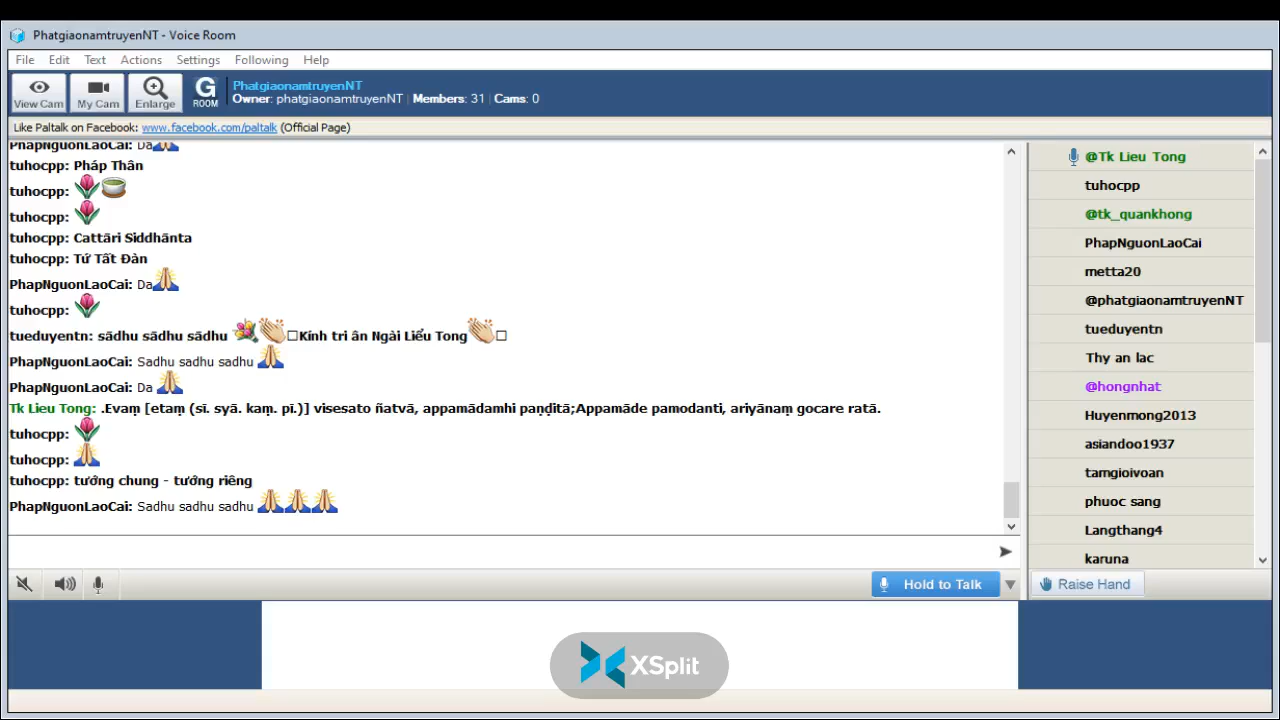 PhatgiaonamtruyenNT - Voice Room
File Edit Text Actions Settings Following Help
View Cam My Cam Enlarge G ROOM
PhatgiaonamtruyenNT
Owner: phatgiaonamtruyenNT | Members: 31 | Cams: 0
Like Paltalk on Facebook: www.facebook.com/paltalk (Official Page)
PhapNguonLaoCai: Da
tuhocpp: Pháp Thân
tuhocpp:
tuhocpp:
tuhocpp: Cattāri Siddhānta
tuhocpp: Tứ Tất Đàn
PhapNguonLaoCai: Da
tuhocpp:
tueduyentn: sādhu sādhu sādhu Kính tri ân Ngài Liễu Tong
PhapNguonLaoCai: Sadhu sadhu sadhu
PhapNguonLaoCai: Da
Tk Lieu Tong: .Evaṃ [etaṃ (sī. syā. kaṃ. pī.)] visesato ñatvā, appamādamhi paṇḍitā;Appamāde pamodanti, ariyānaṃ gocare ratā.
tuhocpp:
tuhocpp:
tuhocpp: tướng chung - tướng riêng
PhapNguonLaoCai: Sadhu sadhu sadhu
@Tk Lieu Tong
tuhocpp
@tk_quankhong
PhapNguonLaoCai
metta20
@phatgiaonamtruyenNT
tueduyentn
Thy an lac
@hongnhat
Huyenmong2013
asiandoo1937
tamgioivoan
phuoc sang
Langthang4
karuna
Hold to Talk
Raise Hand
XSplit